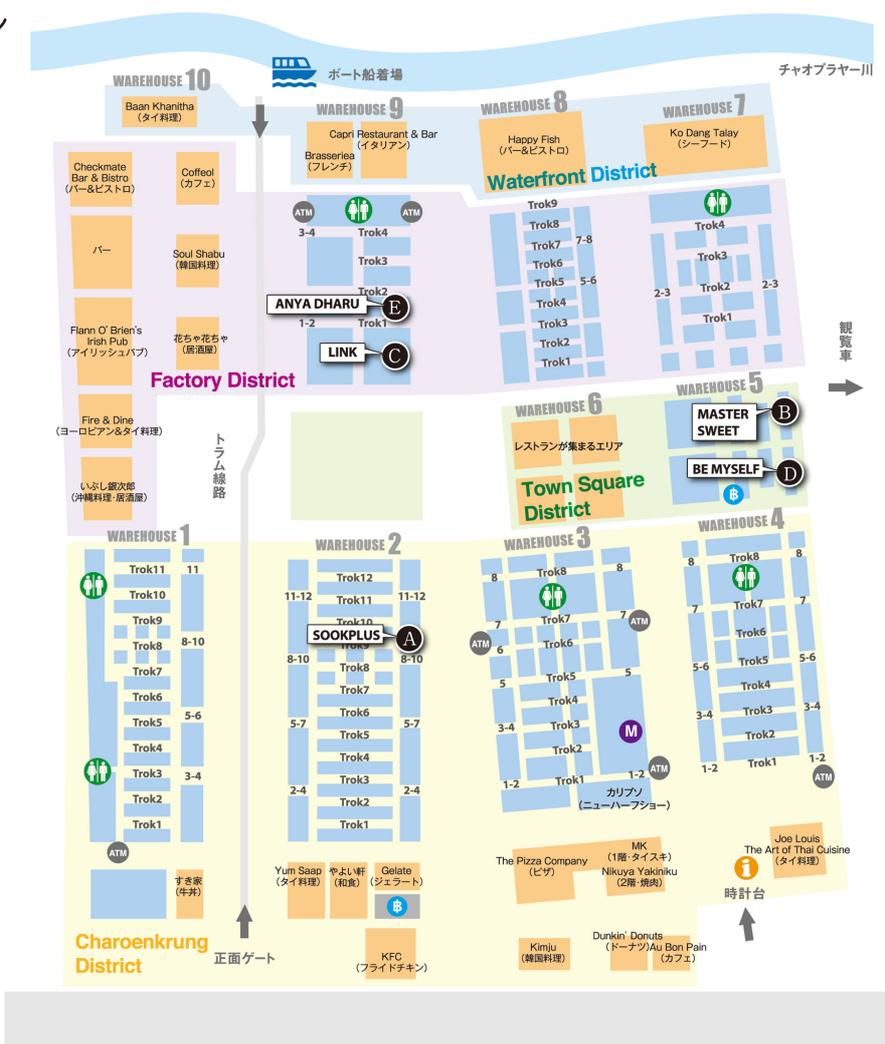 チャオプラヤー川
ボート船着場
WAREHOUSE 10
Baan Khanitha
(タイ料理)
WAREHOUSE 9
Capri Restaurant & Bar
(イタリアン)
Brasseriea
(フレンチ)
WAREHOUSE 8
Happy Fish
(バー&ビストロ)
WAREHOUSE 7
Ko Dang Talay
(シーフード)
Waterfront District
Checkmate
Bar & Bistro
(バー&ビストロ)
Coffeol
(カフェ)
バー
Soul Shabu
(韓国料理)
Flann O' Brien's
Irish Pub
(アイリッシュパブ)
花ちゃ花ちゃ
(居酒屋)
Fire & Dine
(ヨーロピアン&タイ料理)
いぶし銀次郎
(沖縄料理・居酒屋)
Factory District
ATM
ATM
3-4
Trok4
Trok3
Trok2
ANYA DHARU
E
1-2
Trok1
LINK
C
Trok9
Trok8
Trok7
7-8
Trok6
Trok5
5-6
Trok4
Trok3
Trok2
Trok1
Trok4
Trok3
2-3
Trok2
2-3
Trok1
観覧車
トラム線路
WAREHOUSE 6
レストランが集まるエリア
WAREHOUSE 5
MASTER
SWEET
B
BE MYSELF
D
฿
Town Square
District
WAREHOUSE 1
Trok11
11
Trok10
Trok9
Trok8
8-10
Trok7
Trok6
Trok5
5-6
Trok4
Trok3
3-4
Trok2
Trok1
ATM
すき家
(牛丼)
WAREHOUSE 2
Trok12
11-12
Trok11
11-12
Trok10
SOOKPLUS
A
Trok9
8-10
Trok8
8-10
Trok7
Trok6
5-7
5-7
Trok5
Trok4
Trok3
2-4
2-4
Trok2
Trok1
Yum Saap
(タイ料理)
やよい軒
(和食)
Gelate
(ジェラート)
฿
KFC
(フライドチキン)
WAREHOUSE 3
8
Trok8
8
7
Trok7
7
ATM
ATM
6
Trok6
5
Trok5
5
Trok4
3-4
Trok3
M
Trok2
1-2
Trok1
1-2
ATM
カリプソ
(ニューハーフショー)
WAREHOUSE 4
8
Trok8
8
7
Trok7
7
Trok6
5-6
Trok5
5-6
Trok4
3-4
Trok3
3-4
Trok2
1-2
Trok1
1-2
ATM
The Pizza Company
(ピザ)
MK
(1階・タイスキ)
Nikuya Yakiniku
(2階・焼肉)
Joe Louis
The Art of Thai Cuisine
(タイ料理)
i
時計台
Kimju
(韓国料理)
Dunkin' Donuts
(ドーナツ)
Au Bon Pain
(カフェ)
Charoenkrung
District
正面ゲート